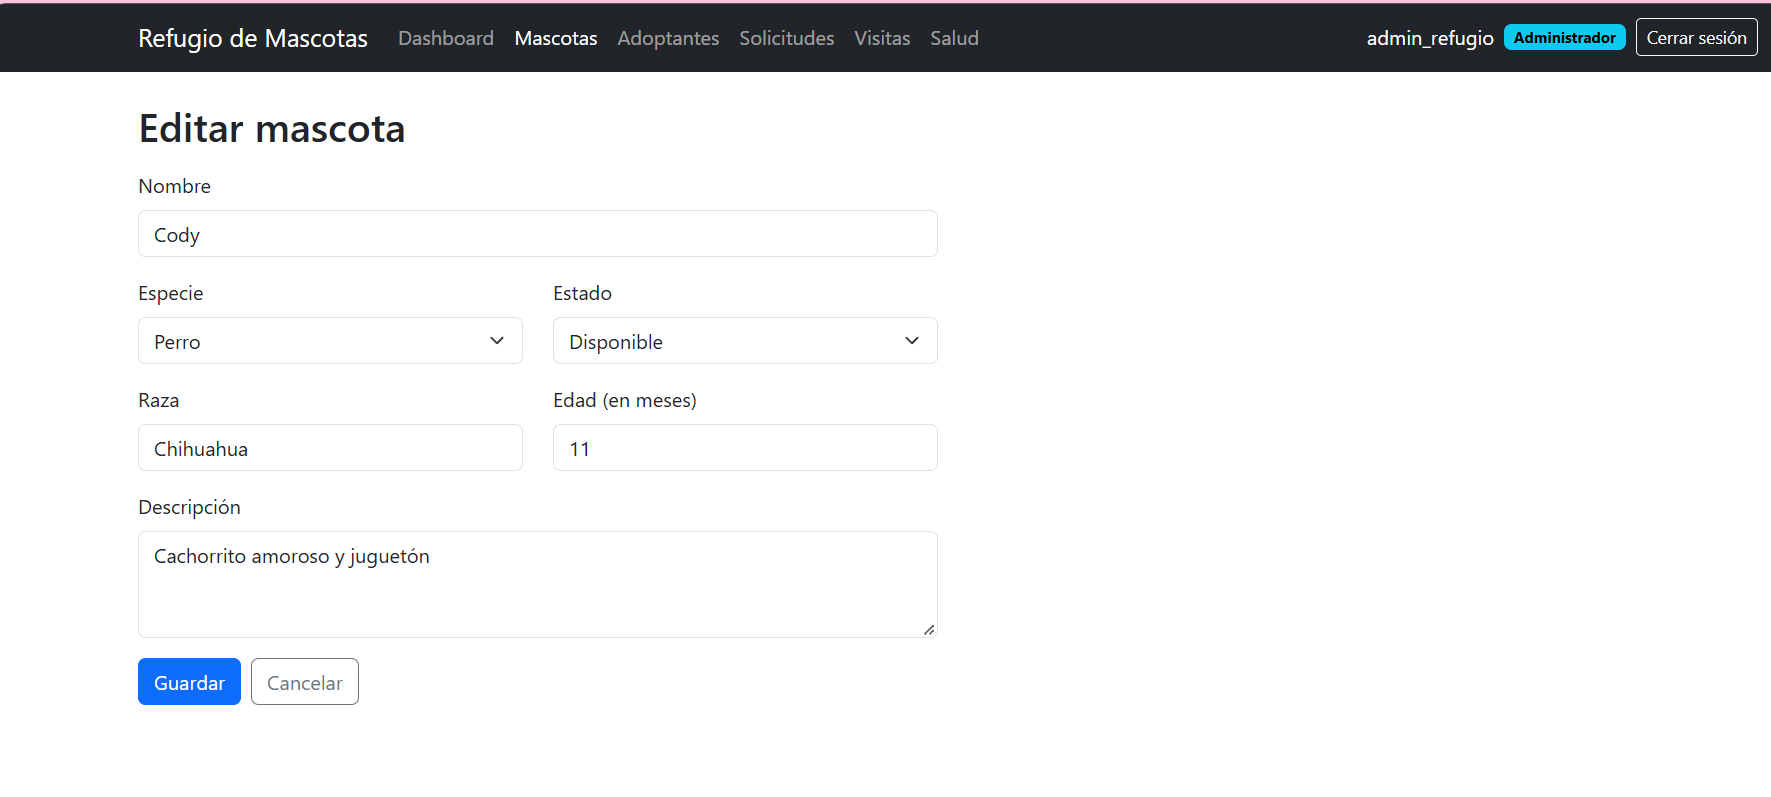 Refugio de Mascotas Dashboard Mascotas Adoptantes Solicitudes Visitas Salud admin_refugio Administrador Cerrar sesión
Editar mascota
Nombre
Cody
Especie Estado
Perro Disponible
Raza Edad (en meses)
Chihuahua 11
Descripción
Cachorrito amoroso y juguetón
Guardar Cancelar